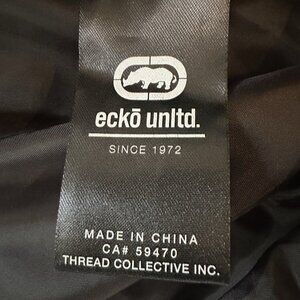 eckō unltd.
SINCE 1972
MADE IN CHINA
CA# 59470
THREAD COLLECTIVE INC.